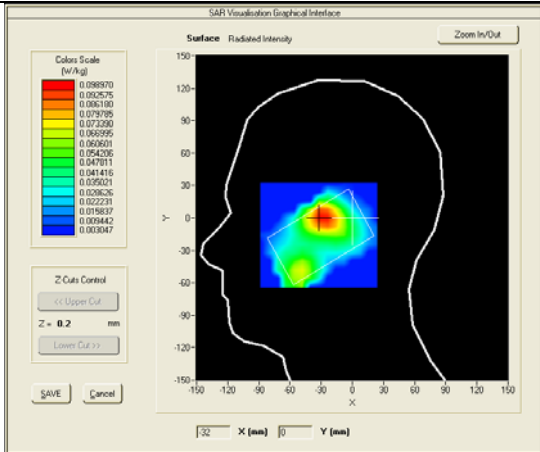 SAR Visualisation Graphical Interface
Surface Radiated Intensity
Zoom In/Out
Colors Scale
(W/kg)
0.098970
0.092575
0.086180
0.079785
0.073390
0.066995
0.060601
0.054206
0.047811
0.041416
0.035021
0.028626
0.022231
0.015837
0.009442
0.003047
Z-Cuts Control
<< Upper Cut
Z = 0.2 mm
Lower Cut >>
SAVE
Cancel
150-
120-
90-
60-
30-
0-
-30-
-60-
-90-
-120-
-150-
Y
-150 -120 -90 -60 -30 0 30 60 90 120 150
X
-32 X (mm) 0 Y (mm)